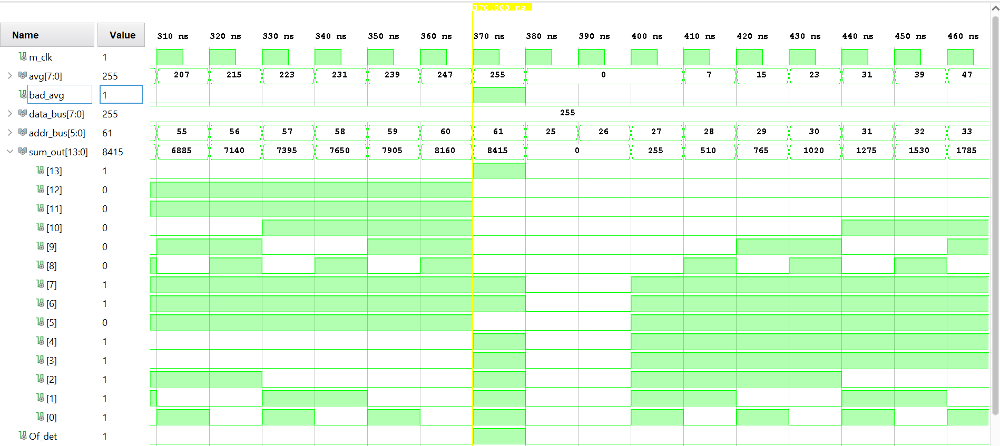 370.000 ns
Name Value 310 ns 320 ns 330 ns 340 ns 350 ns 360 ns 370 ns 380 ns 390 ns 400 ns 410 ns 420 ns 430 ns 440 ns 450 ns 460 ns
m_clk 1
avg[7:0] 255 207 215 223 231 239 247 255 0 7 15 23 31 39 47
bad_avg 1
data_bus[7:0] 255 255
addr_bus[5:0] 61 55 56 57 58 59 60 61 25 26 27 28 29 30 31 32 33
sum_out[13:0] 8415 6885 7140 7395 7650 7905 8160 8415 0 255 510 765 1020 1275 1530 1785
[13] 1
[12] 0
[11] 0
[10] 0
[9] 0
[8] 0
[7] 1
[6] 1
[5] 0
[4] 1
[3] 1
[2] 1
[1] 1
[0] 1
Of_det 1